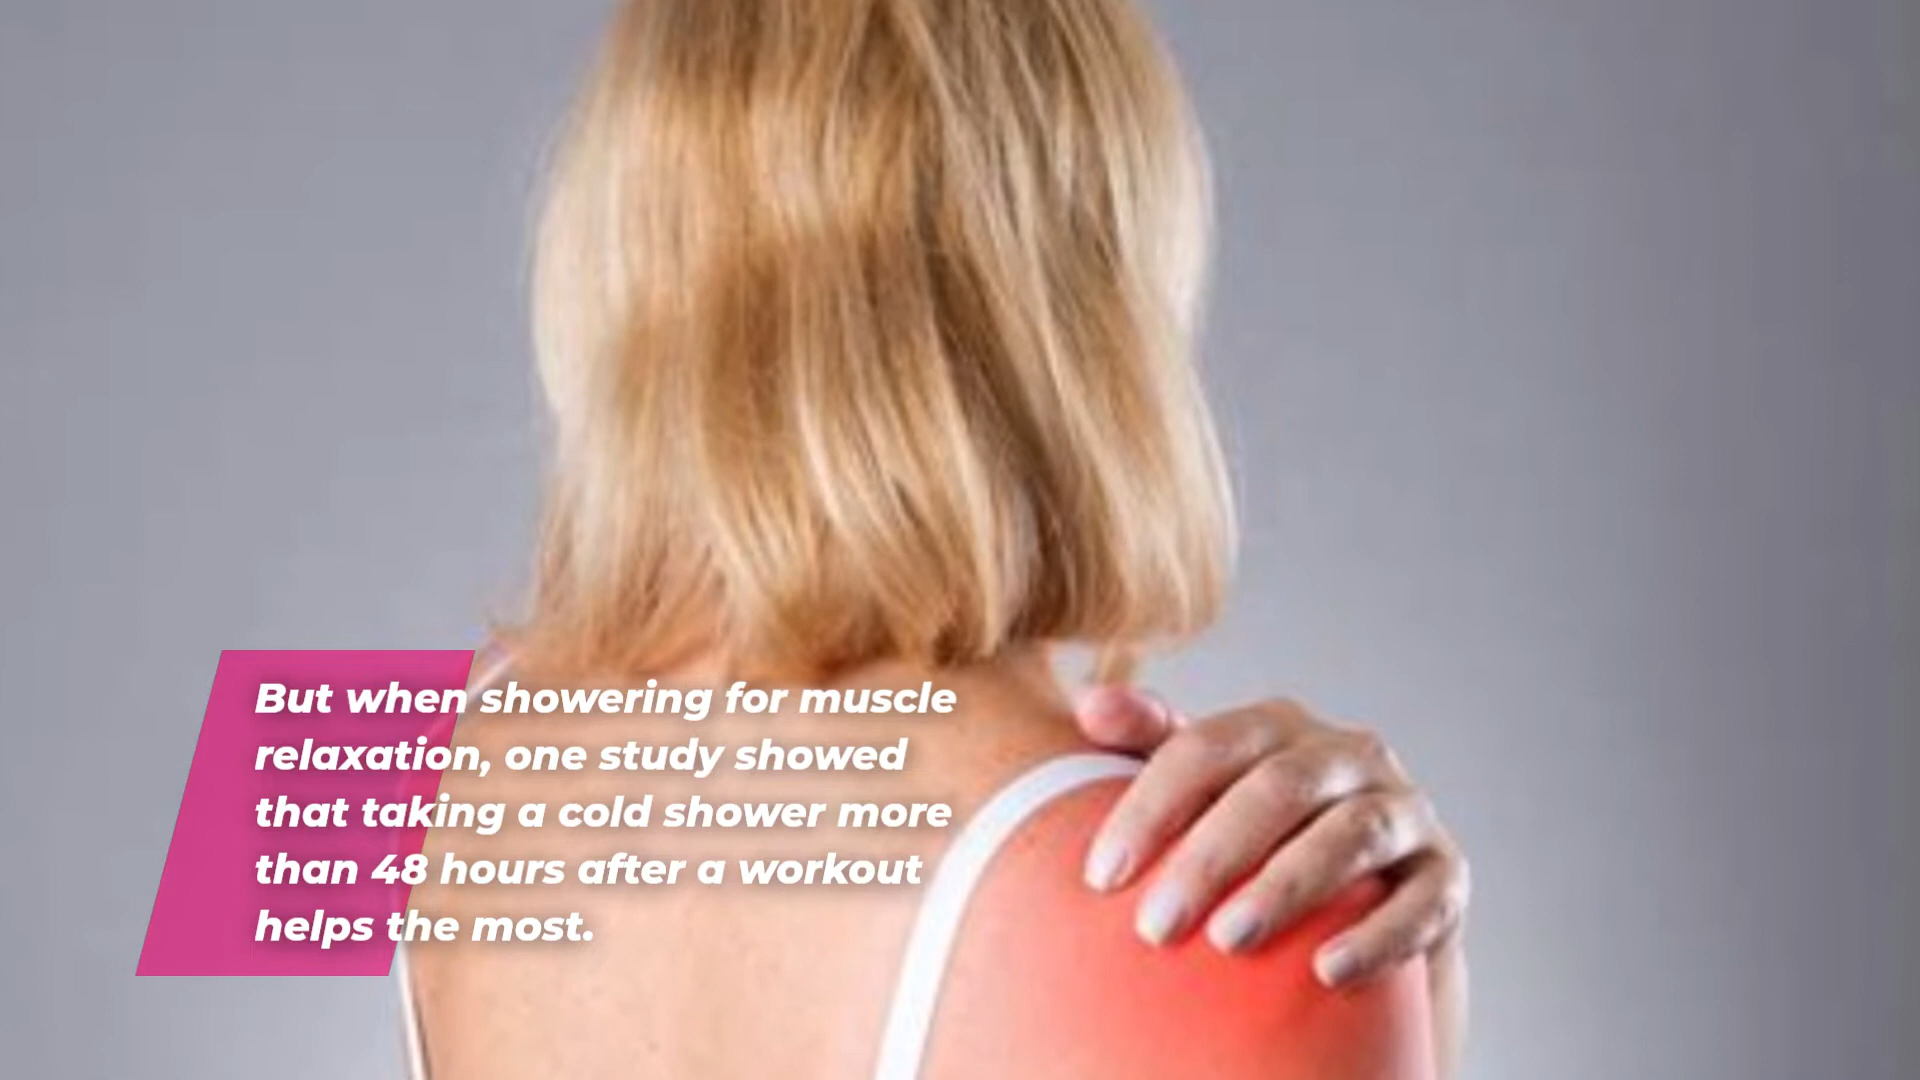 But when showering for muscle
relaxation, one study showed
that taking a cold shower more
than 48 hours after a workout
helps the most.